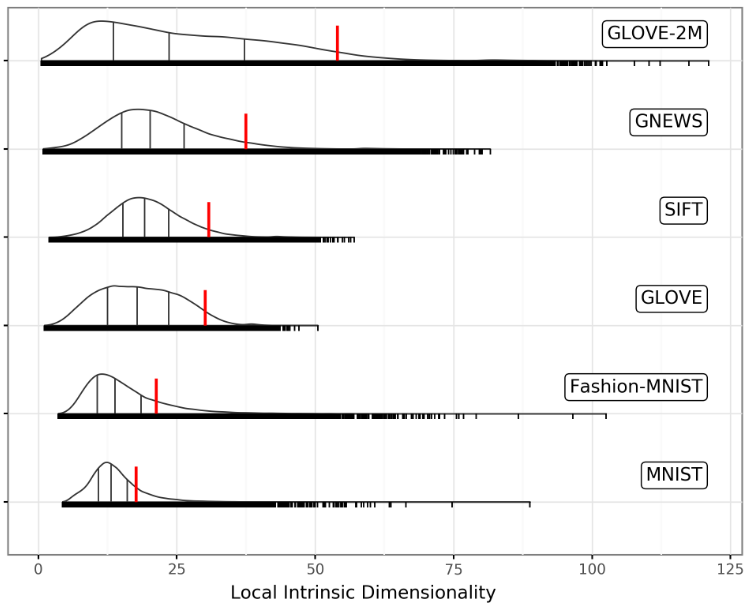 GLOVE-2M
GNEWS
SIFT
GLOVE
Fashion-MNIST
MNIST
0 25 50 75 100 125
Local Intrinsic Dimensionality